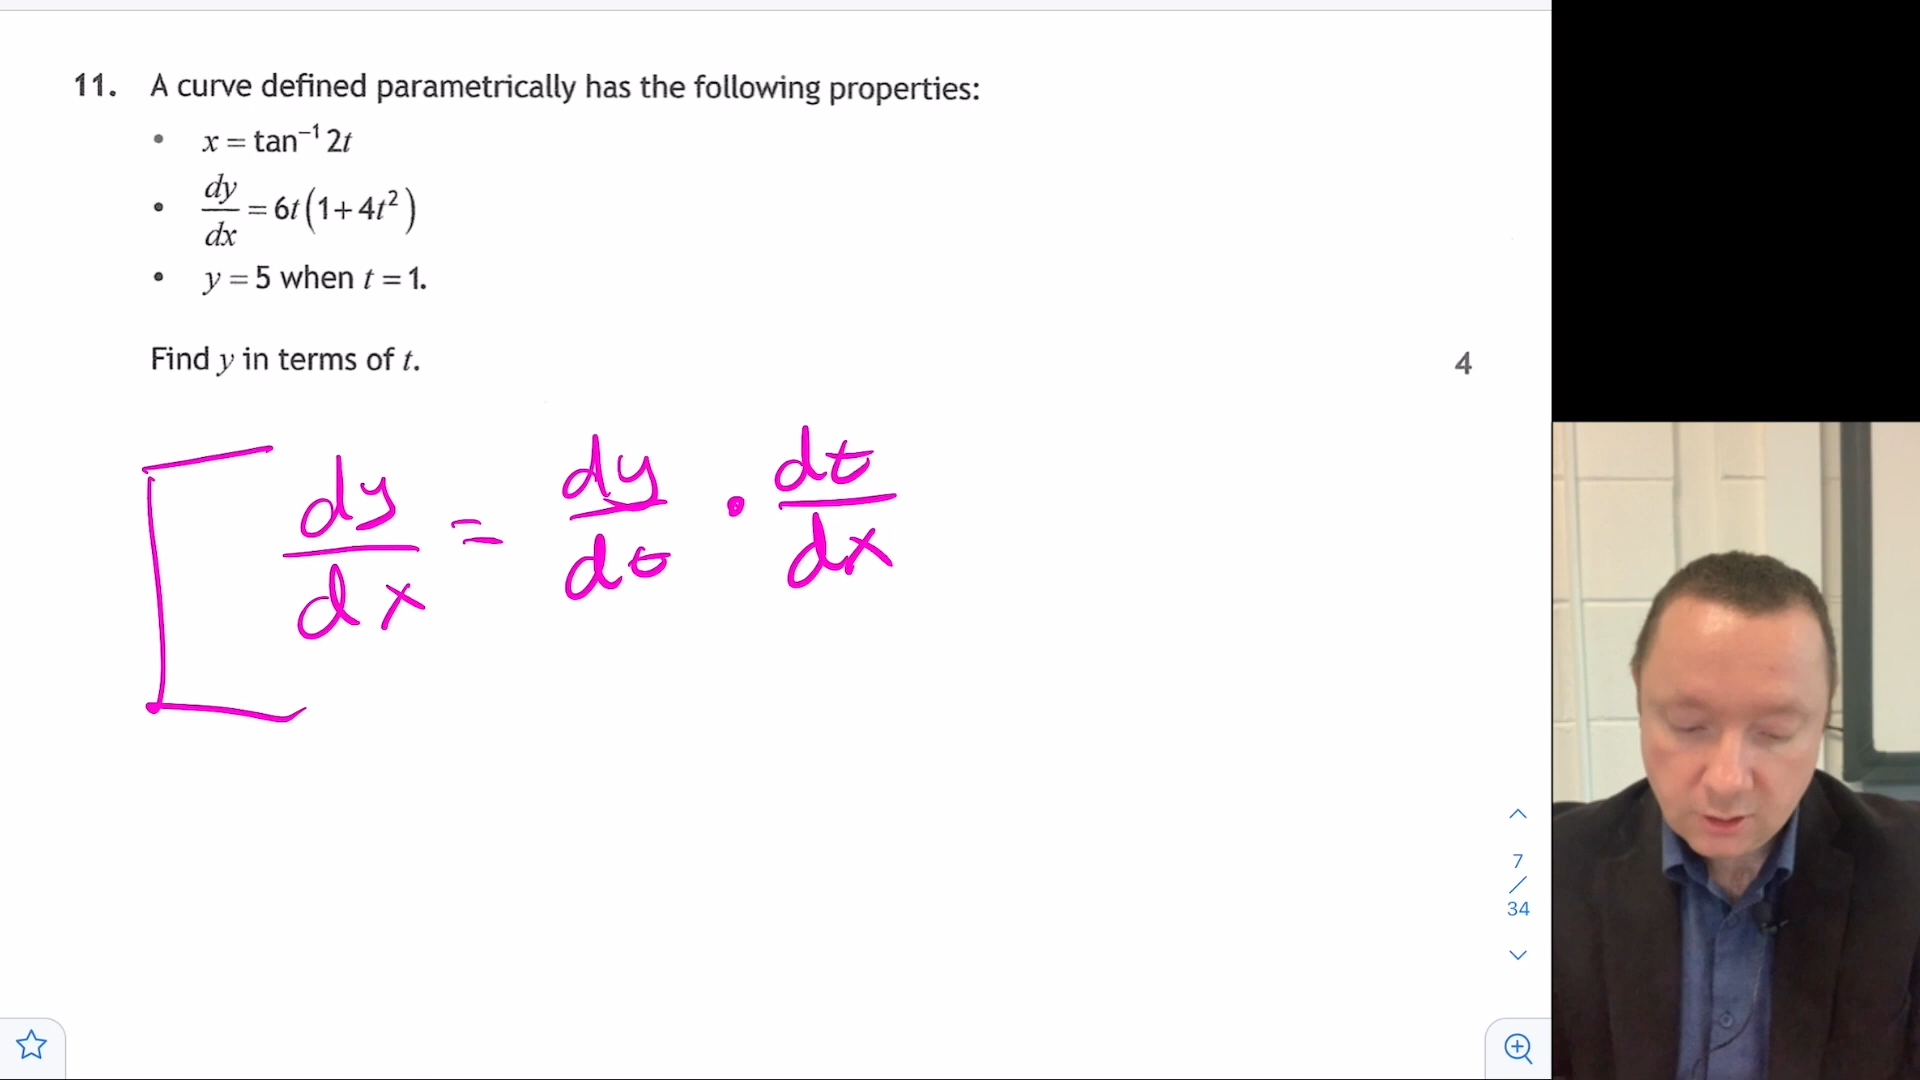 11. A curve defined parametrically has the following properties:
• x = tan⁻¹ 2t
• dy/dx = 6t(1+4t²)
• y = 5 when t = 1.
Find y in terms of t.
4
dy/dx = dy/dt · dt/dx
7
/
34